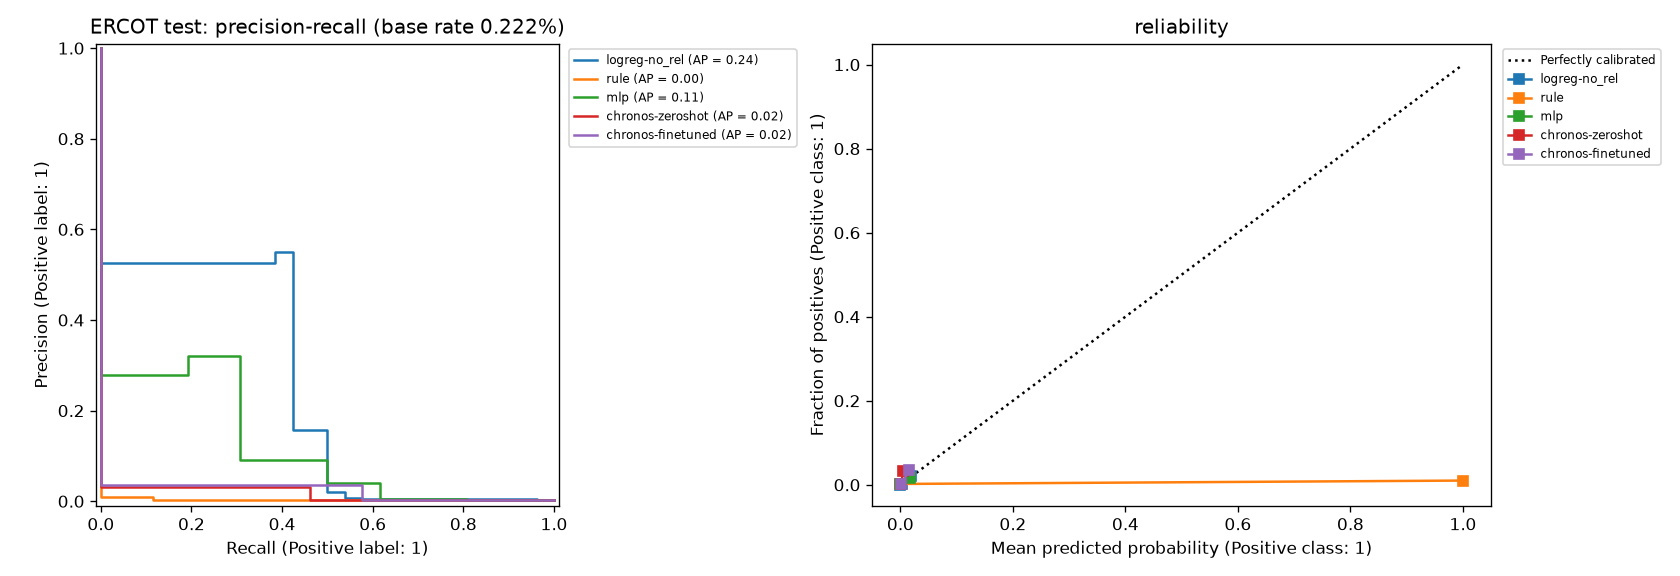 ERCOT test: precision-recall (base rate 0.222%)
1.0
0.8
0.6
0.4
0.2
0.0
Precision (Positive label: 1)
0.0 0.2 0.4 0.6 0.8 1.0
Recall (Positive label: 1)
logreg-no_rel (AP = 0.24)
rule (AP = 0.00)
mlp (AP = 0.11)
chronos-zeroshot (AP = 0.02)
chronos-finetuned (AP = 0.02)
reliability
1.0
0.8
0.6
0.4
0.2
0.0
Fraction of positives (Positive class: 1)
0.0 0.2 0.4 0.6 0.8 1.0
Mean predicted probability (Positive class: 1)
Perfectly calibrated
logreg-no_rel
rule
mlp
chronos-zeroshot
chronos-finetuned